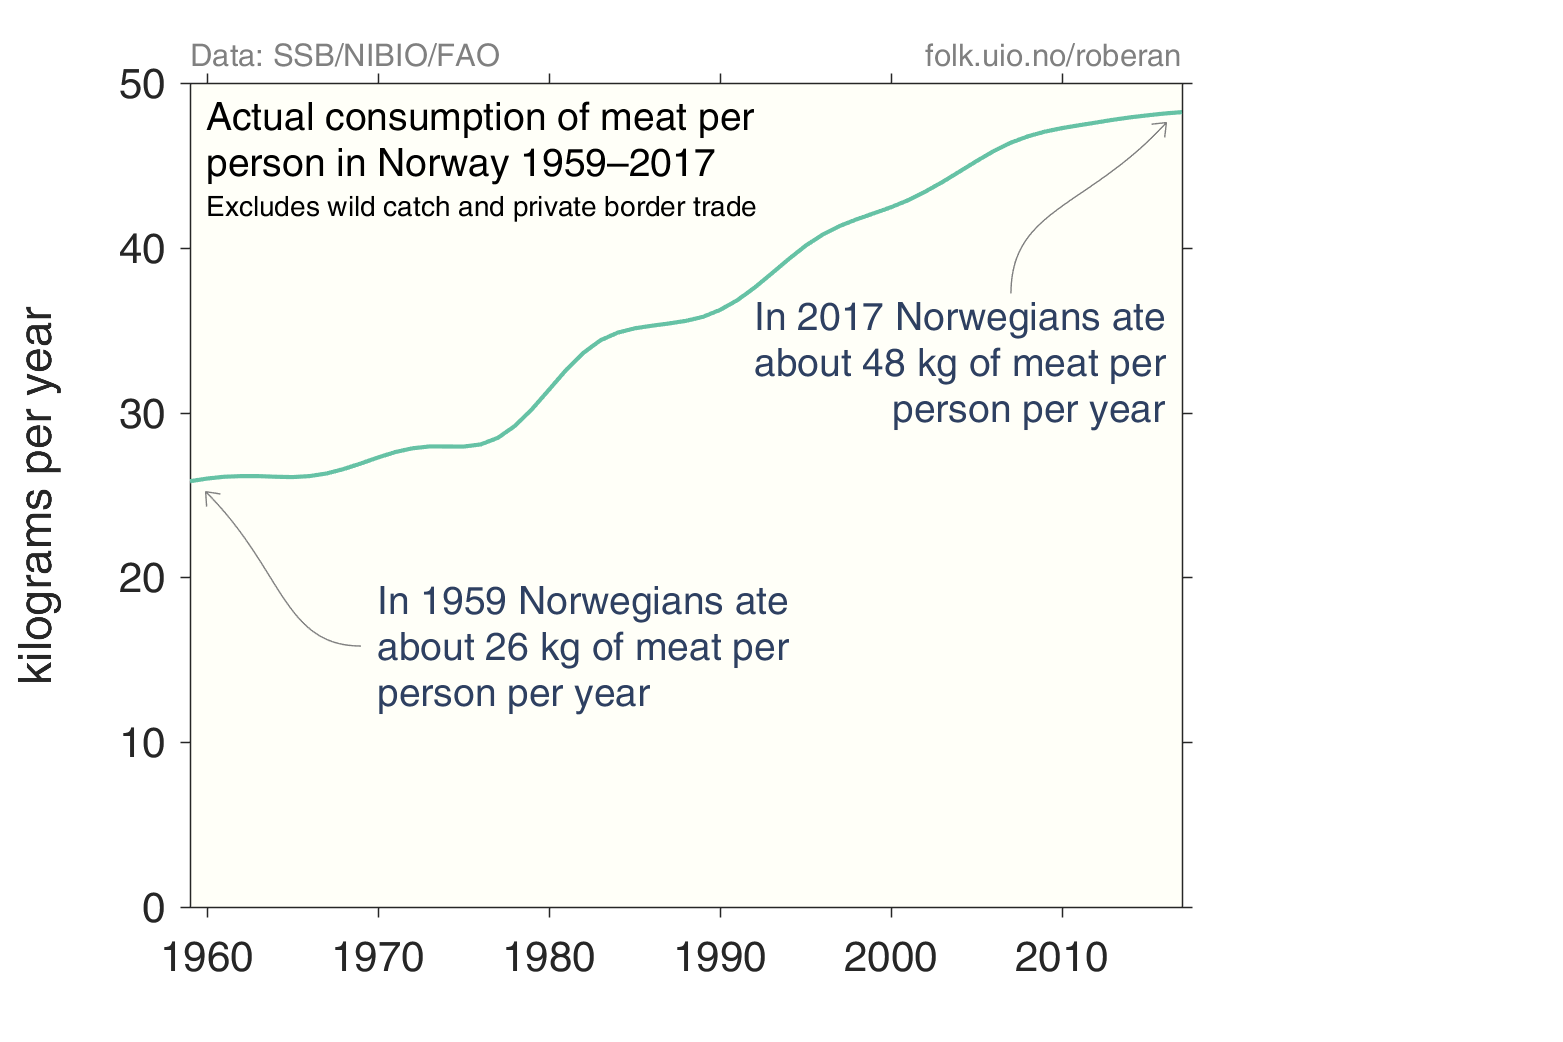 Data: SSB/NIBIO/FAO
folk.uio.no/roberan
Actual consumption of meat per
person in Norway 1959–2017
Excludes wild catch and private border trade
In 2017 Norwegians ate
about 48 kg of meat per
person per year
In 1959 Norwegians ate
about 26 kg of meat per
person per year
kilograms per year
50
40
30
20
10
0
1960 1970 1980 1990 2000 2010